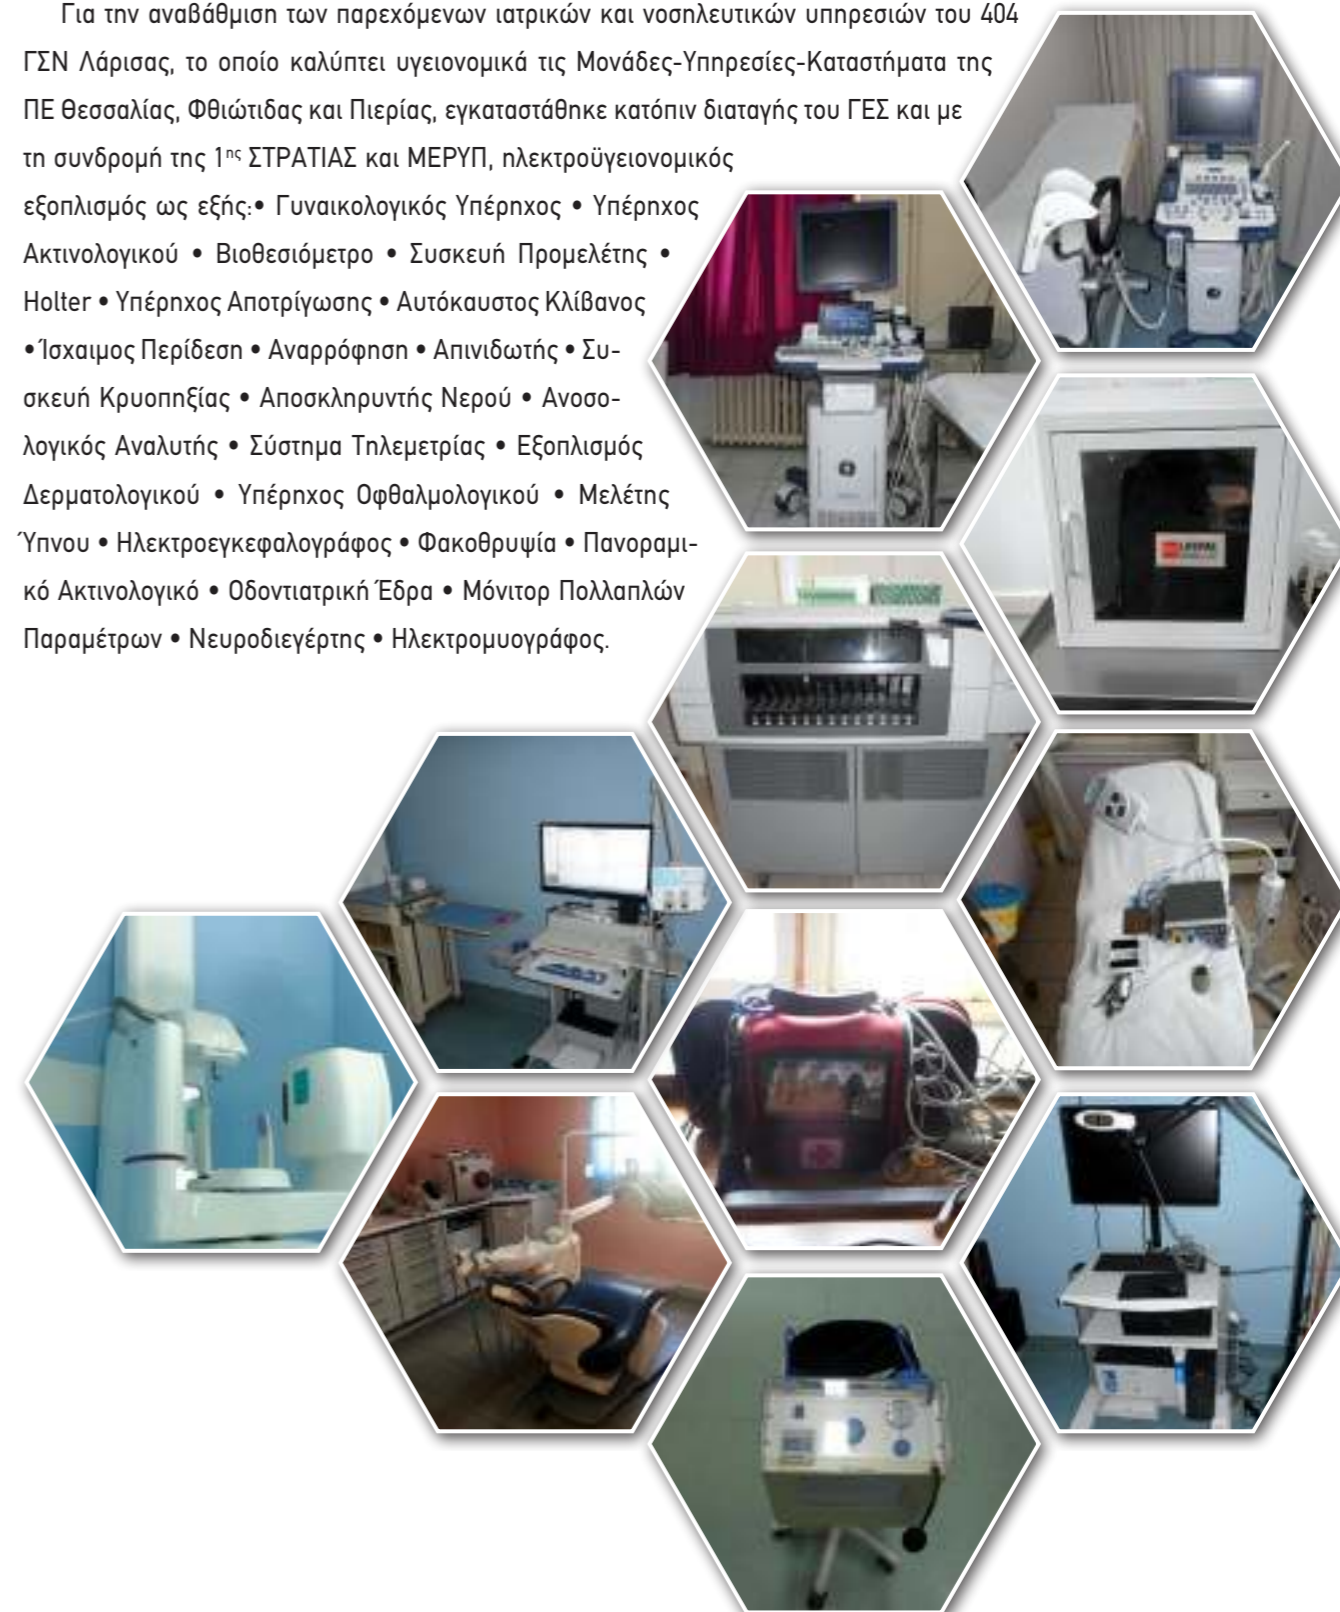 Για την αναβάθμιση των παρεχόμενων ιατρικών και νοσηλευτικών υπηρεσιών του 404
ΓΣΝ Λάρισας, το οποίο καλύπτει υγειονομικά τις Μονάδες-Υπηρεσίες-Καταστήματα της
ΠΕ Θεσσαλίας, Φθιώτιδας και Πιερίας, εγκαταστάθηκε κατόπιν διαταγής του ΓΕΣ και με
τη συνδρομή της 1ης ΣΤΡΑΤΙΑΣ και ΜΕΡΥΠ, ηλεκτροϋγειονομικός
εξοπλισμός ως εξής:• Γυναικολογικός Υπέρηχος • Υπέρηχος
Ακτινολογικού • Βιοθεσιόμετρο • Συσκευή Προμελέτης •
Holter • Υπέρηχος Αποτρίγωσης • Αυτόκαυστος Κλίβανος
• Ίσχαιμος Περίδεση • Αναρρόφηση • Απινιδωτής • Συ-
σκευή Κρυοπηξίας • Αποσκληρυντής Νερού • Ανοσο-
λογικός Αναλυτής • Σύστημα Τηλεμετρίας • Εξοπλισμός
Δερματολογικού • Υπέρηχος Οφθαλμολογικού • Μελέτης
Ύπνου • Ηλεκτροεγκεφαλογράφος • Φακοθρυψία • Πανοραμι-
κό Ακτινολογικό • Οδοντιατρική Έδρα • Μόνιτορ Πολλαπλών
Παραμέτρων • Νευροδιεγέρτης • Ηλεκτρομυογράφος.